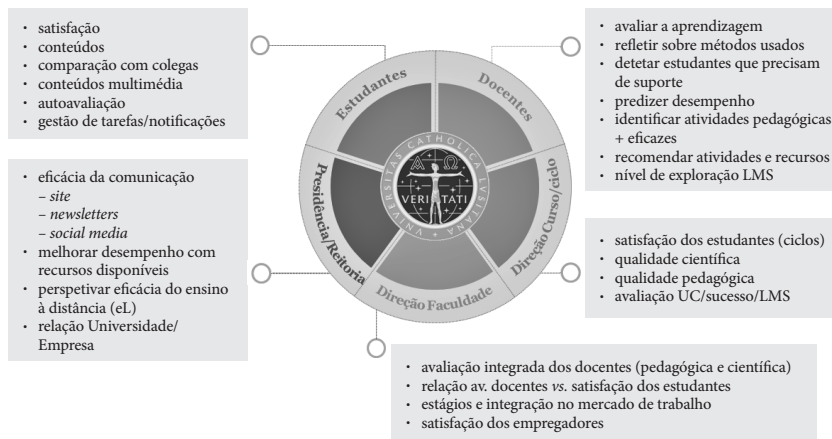 • satisfação
• conteúdos
• comparação com colegas
• conteúdos multimédia
• autoavaliação
• gestão de tarefas/notificações
• avaliar a aprendizagem
• refletir sobre métodos usados
• detetar estudantes que precisam
de suporte
• predizer desempenho
• identificar atividades pedagógicas
+ eficazes
• recomendar atividades e recursos
• nível de exploração LMS
Estudantes
Docentes
Presidência/Reitoria
Direção Curso/ciclo
Direção Faculdade
UNIVERSITAS CATHOLICA LVSITANA
Α Ω
VERITATI
• eficácia da comunicação
– site
– newsletters
– social media
• melhorar desempenho com
recursos disponíveis
• perspetivar eficácia do ensino
à distância (eL)
• relação Universidade/
Empresa
• satisfação dos estudantes (ciclos)
• qualidade científica
• qualidade pedagógica
• avaliação UC/sucesso/LMS
• avaliação integrada dos docentes (pedagógica e científica)
• relação av. docentes vs. satisfação dos estudantes
• estágios e integração no mercado de trabalho
• satisfação dos empregadores